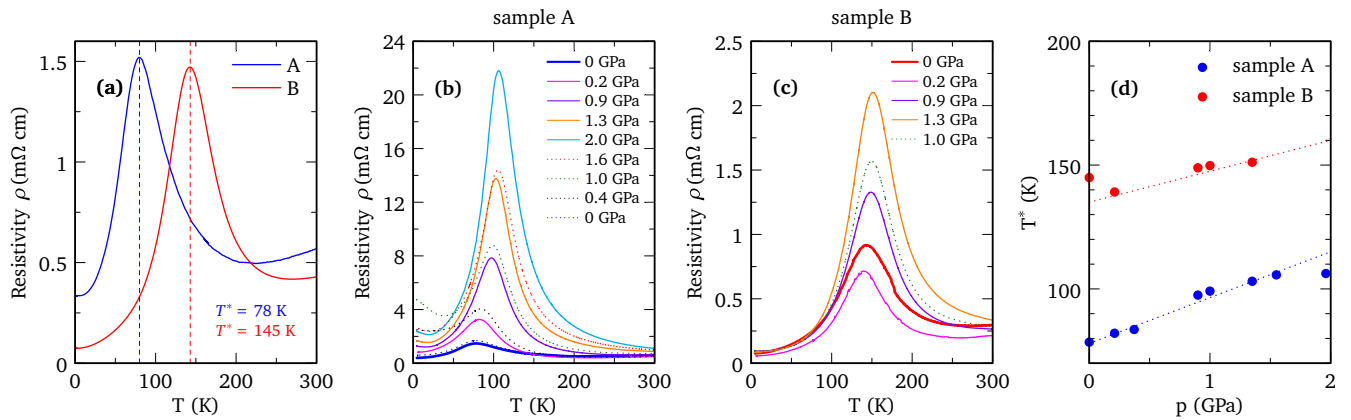 sample A
sample B
(a)
A
B
T* = 78 K
T* = 145 K
Resistivity ρ (mΩ cm)
0
0.5
1
1.5
0
100
200
300
T (K)
(b)
0 GPa
0.2 GPa
0.9 GPa
1.3 GPa
2.0 GPa
1.6 GPa
1.0 GPa
0.4 GPa
0 GPa
Resistivity ρ (mΩ cm)
0
4
8
12
16
20
24
0
100
200
300
T (K)
(c)
0 GPa
0.2 GPa
0.9 GPa
1.3 GPa
1.0 GPa
Resistivity ρ (mΩ cm)
0
0.5
1
1.5
2
2.5
0
100
200
300
T (K)
(d)
sample A
sample B
T* (K)
100
150
200
0
1
2
p (GPa)